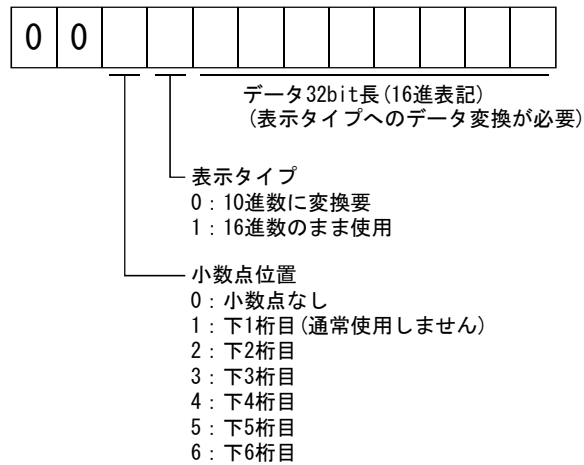 0 0
データ32bit長(16進表記)
(表示タイプへのデータ変換が必要)
表示タイプ
0：10進数に変換要
1：16進数のまま使用
小数点位置
0：小数点なし
1：下1桁目(通常使用しません)
2：下2桁目
3：下3桁目
4：下4桁目
5：下5桁目
6：下6桁目